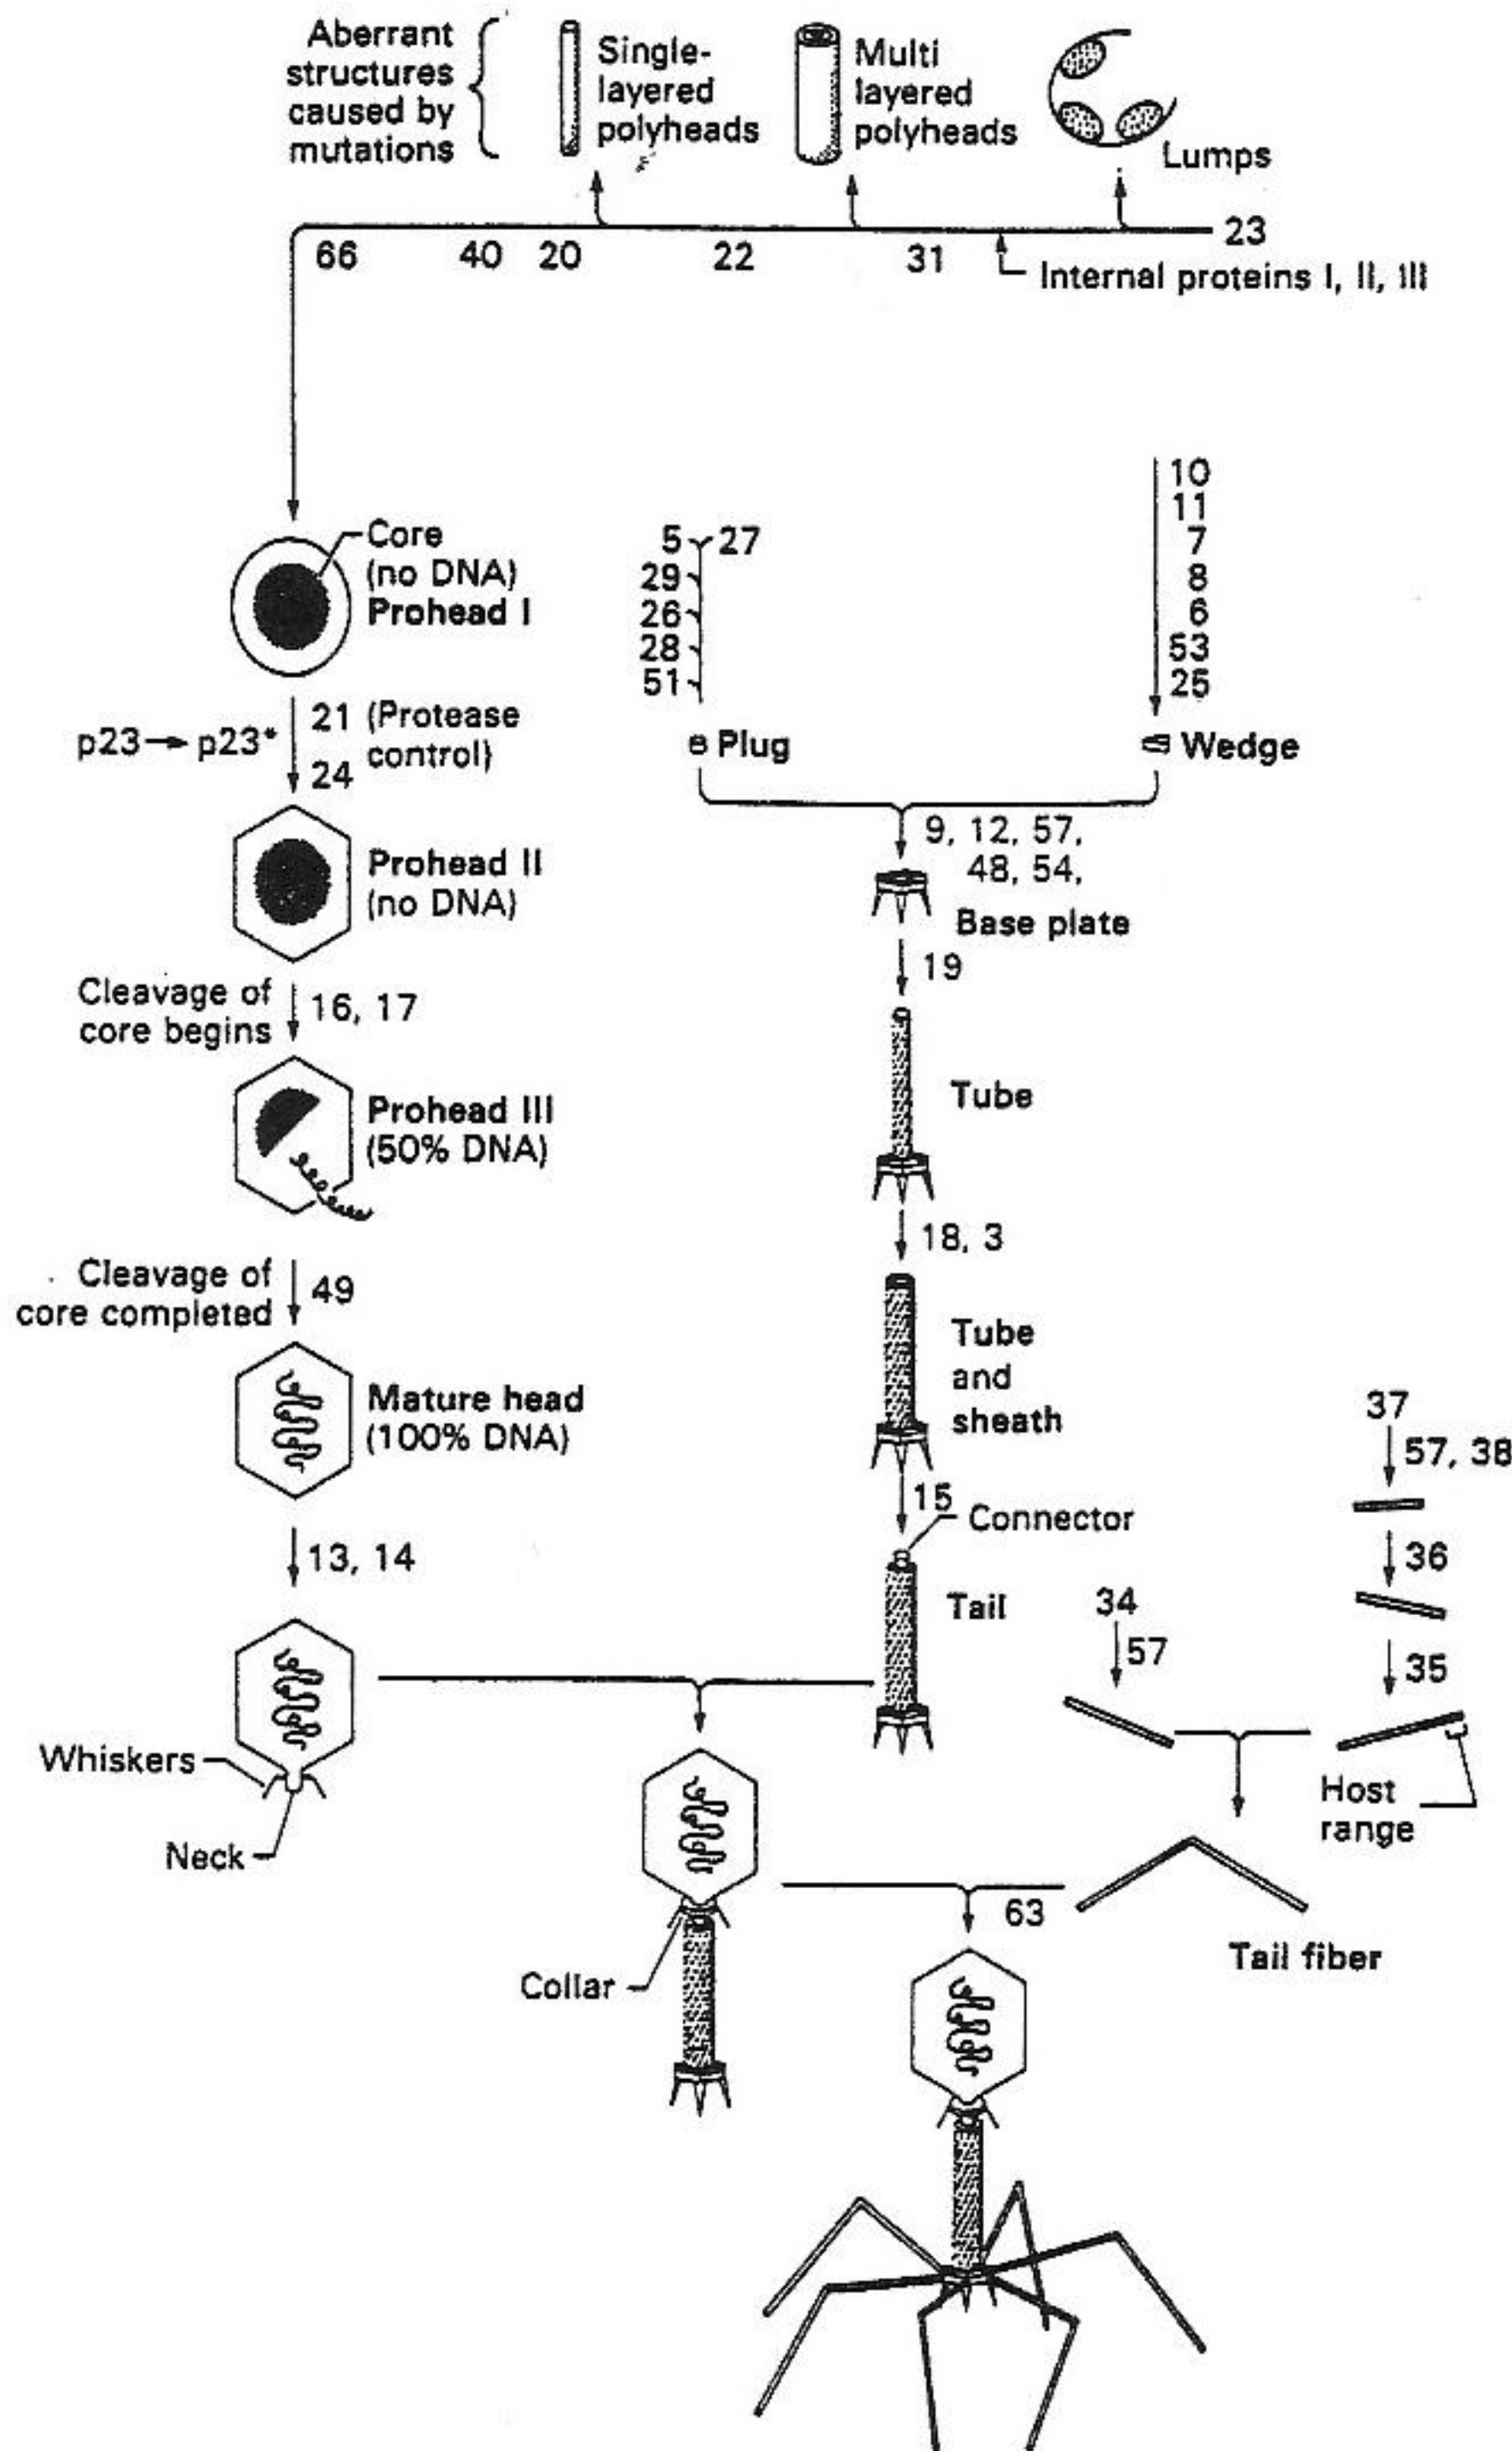 Aberrant
structures
caused by
mutations
Single-
layered
polyheads
Multi
layered
polyheads
Lumps
23
66 40 20 22 31
Internal proteins I, II, III
Core
(no DNA)
Prohead I
p23 → p23*
21 (Protease
control)
24
Prohead II
(no DNA)
Cleavage of
core begins
16, 17
Prohead III
(50% DNA)
Cleavage of
core completed
49
Mature head
(100% DNA)
13, 14
Whiskers
Neck
5 27
29
26
28
51
Plug
10
11
7
8
6
53
25
Wedge
9, 12, 57,
48, 54,
Base plate
19
Tube
18, 3
Tube
and
sheath
15
Connector
Tail
37
57, 38
36
35
34
57
Host
range
Collar
63
Tail fiber